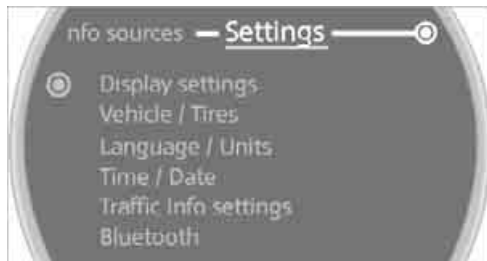 nfo sources Settings
Display settings
Vehicle / Tires
Language / Units
Time / Date
Traffic Info settings
Bluetooth